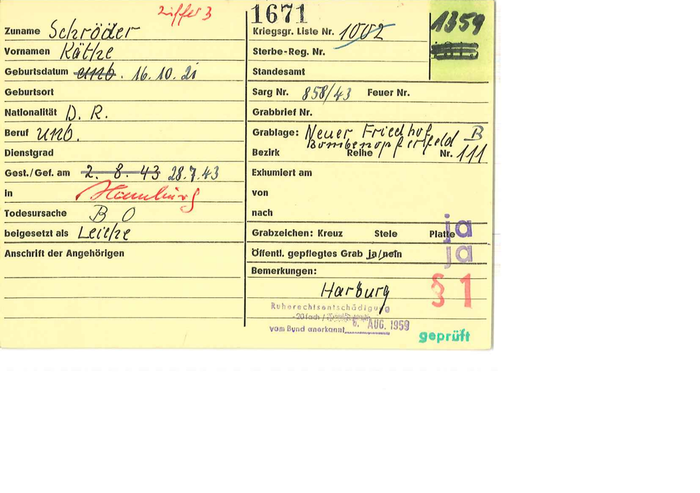 Ziffer 3
1671
1359
Zuname Schröder
Vornamen Käthe
Geburtsdatum unb. 16.10.21
Geburtsort
Nationalität D. R.
Beruf unb.
Dienstgrad
Gest./Gef. am 2. 8. 43 28.7.43
in Hamburg
Todesursache B O
beigesetzt als Leiche
Anschrift der Angehörigen
Kriegsgr. Liste Nr. 1002
Sterbe-Reg. Nr.
Standesamt
Sarg Nr. 858/43 Feuer Nr.
Grabbrief Nr.
Grablage: Neuer Friedhof B
Bombenopferfeld
Bezirk Reihe Nr. 111
Exhumiert am
von
nach
Grabzeichen: Kreuz Stele Platte ja
Öffentl. gepflegtes Grab ja/nein ja
Bemerkungen:
Harburg § 1
Ruherechtsentschädigung
-20fach /
vom Bund anerkannt 6. AUG. 1959
geprüft